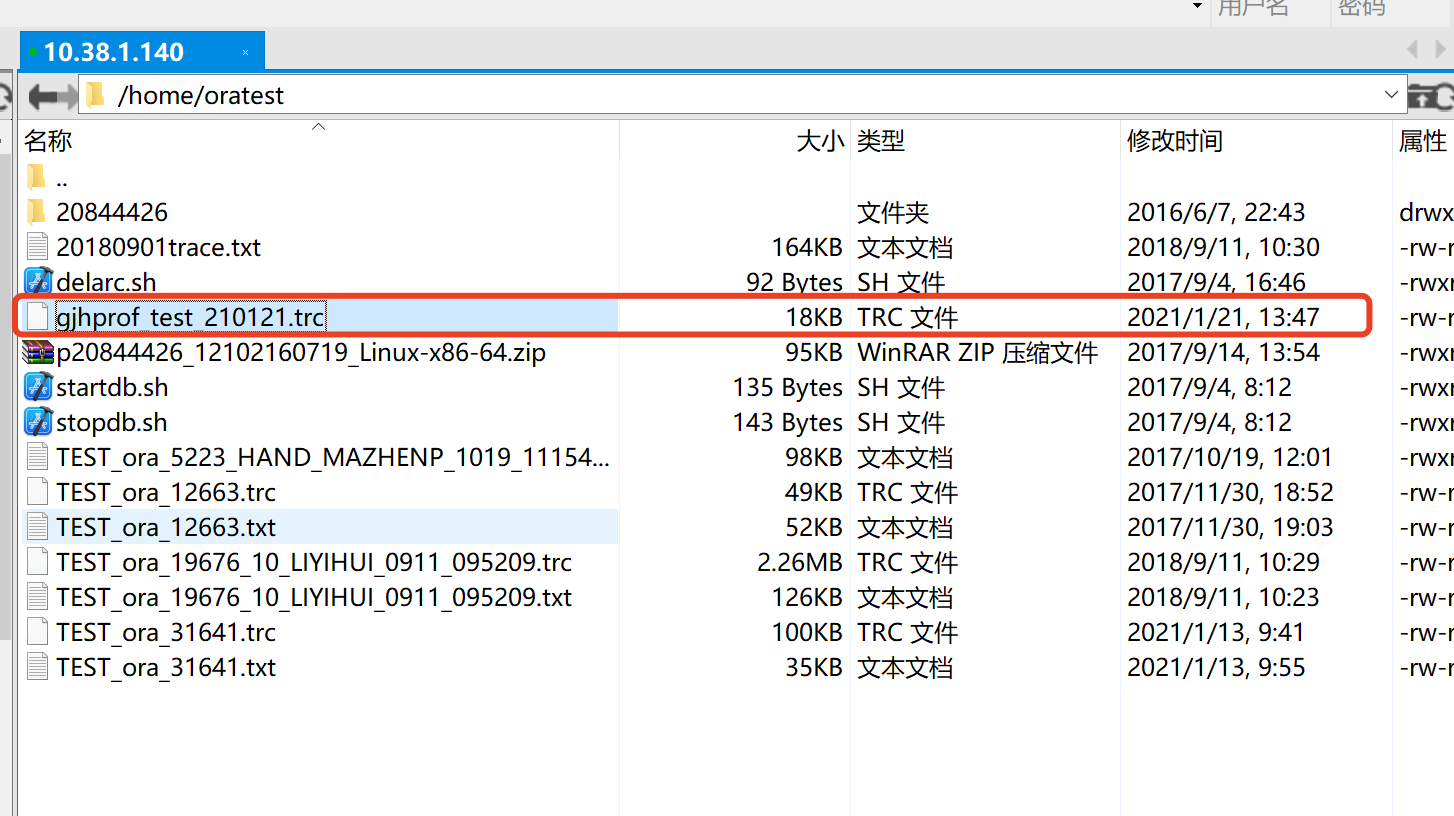 用户名 密码
10.38.1.140 ×
/home/oratest
名称 大小 类型 修改时间 属性
..
20844426 文件夹 2016/6/7, 22:43 drwx
20180901trace.txt 164KB 文本文档 2018/9/11, 10:30 -rw-r
delarc.sh 92 Bytes SH 文件 2017/9/4, 16:46 -rwxr
gjhprof_test_210121.trc 18KB TRC 文件 2021/1/21, 13:47 -rw-r
p20844426_12102160719_Linux-x86-64.zip 95KB WinRAR ZIP 压缩文件 2017/9/14, 13:54 -rwxr
startdb.sh 135 Bytes SH 文件 2017/9/4, 8:12 -rwxr
stopdb.sh 143 Bytes SH 文件 2017/9/4, 8:12 -rwxr
TEST_ora_5223_HAND_MAZHENP_1019_11154... 98KB 文本文档 2017/10/19, 12:01 -rwxr
TEST_ora_12663.trc 49KB TRC 文件 2017/11/30, 18:52 -rw-r
TEST_ora_12663.txt 52KB 文本文档 2017/11/30, 19:03 -rw-r
TEST_ora_19676_10_LIYIHUI_0911_095209.trc 2.26MB TRC 文件 2018/9/11, 10:29 -rw-r
TEST_ora_19676_10_LIYIHUI_0911_095209.txt 126KB 文本文档 2018/9/11, 10:23 -rw-r
TEST_ora_31641.trc 100KB TRC 文件 2021/1/13, 9:41 -rw-r
TEST_ora_31641.txt 35KB 文本文档 2021/1/13, 9:55 -rw-r